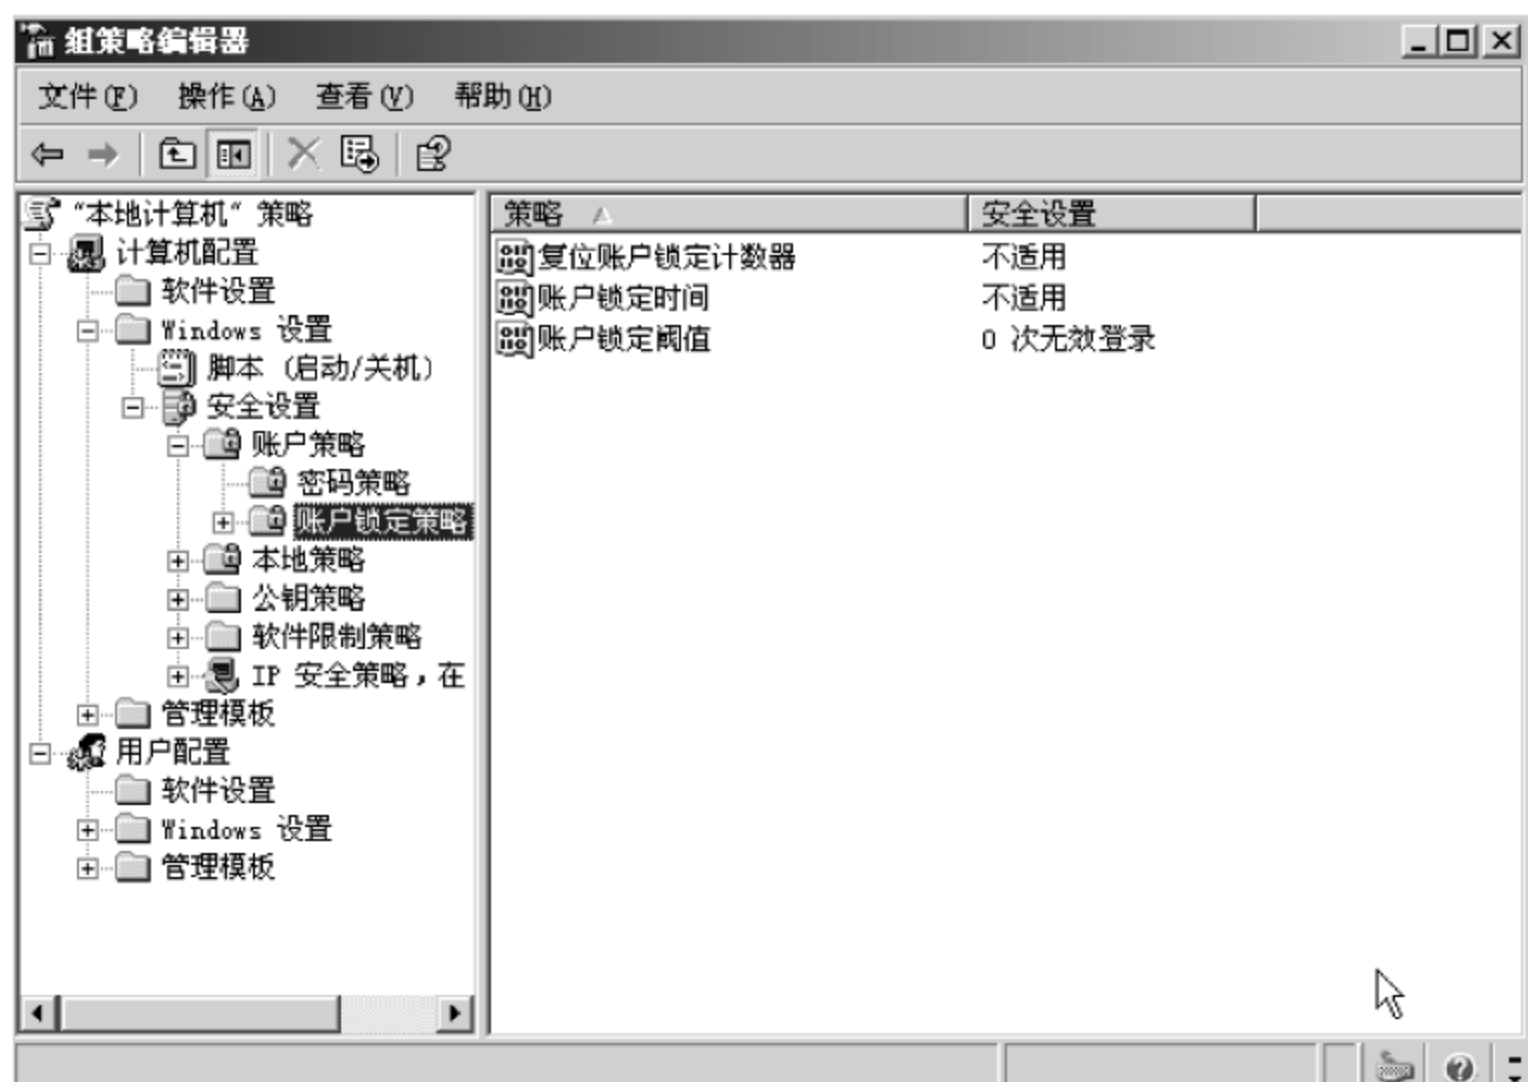 组策略编辑器
文件(F) 操作(A) 查看(V) 帮助(H)
“本地计算机” 策略
计算机配置
软件设置
Windows 设置
脚本 (启动/关机)
安全设置
账户策略
密码策略
账户锁定策略
本地策略
公钥策略
软件限制策略
IP 安全策略，在
管理模板
用户配置
软件设置
Windows 设置
管理模板
策略 安全设置
复位账户锁定计数器 不适用
账户锁定时间 不适用
账户锁定阈值 0 次无效登录